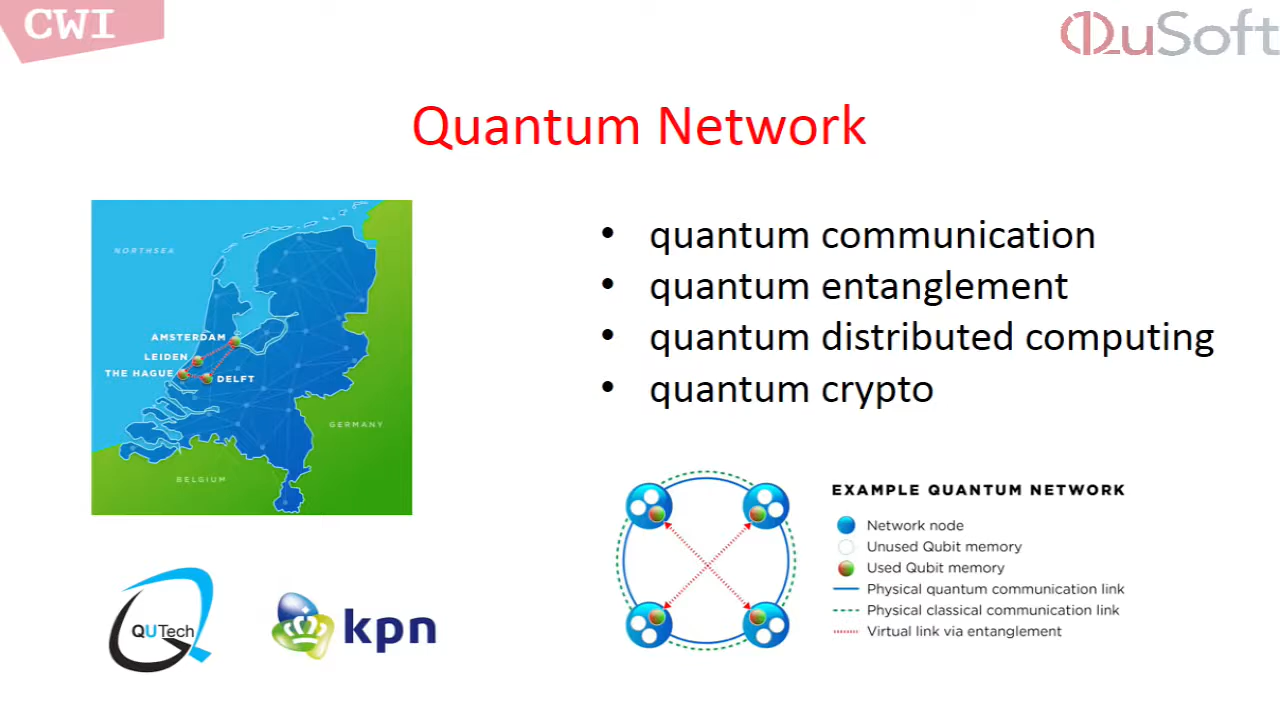 CWI
QuSoft
Quantum Network
NORTHSEA
AMSTERDAM
LEIDEN
THE HAGUE
DELFT
GERMANY
BELGIUM
• quantum communication
• quantum entanglement
• quantum distributed computing
• quantum crypto
EXAMPLE QUANTUM NETWORK
Network node
Unused Qubit memory
Used Qubit memory
Physical quantum communication link
Physical classical communication link
Virtual link via entanglement
QUTech
kpn